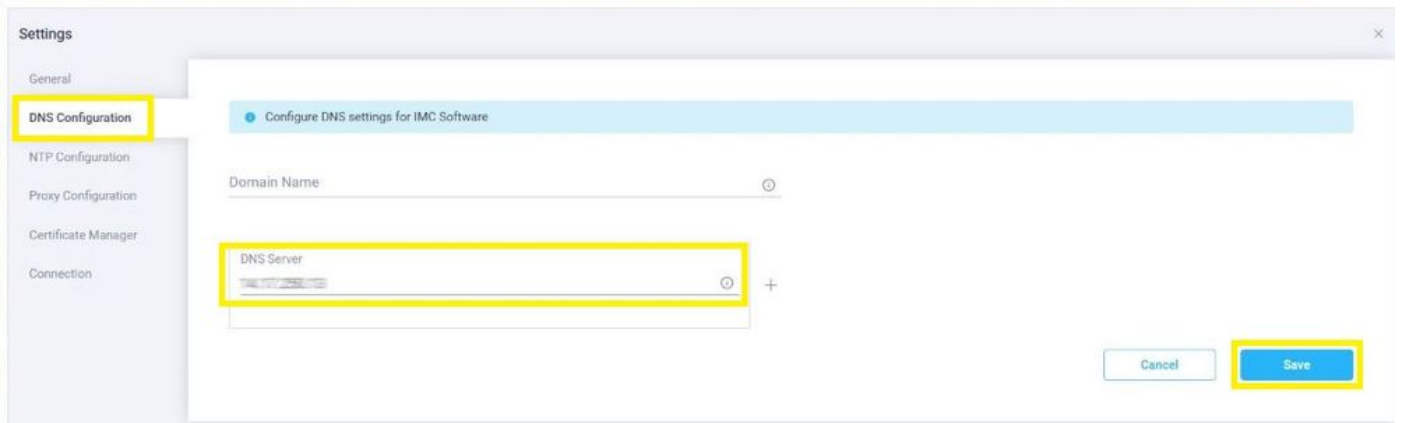 Settings
General
DNS Configuration
NTP Configuration
Proxy Configuration
Certificate Manager
Connection
Configure DNS settings for IMC Software
Domain Name
DNS Server
Cancel
Save